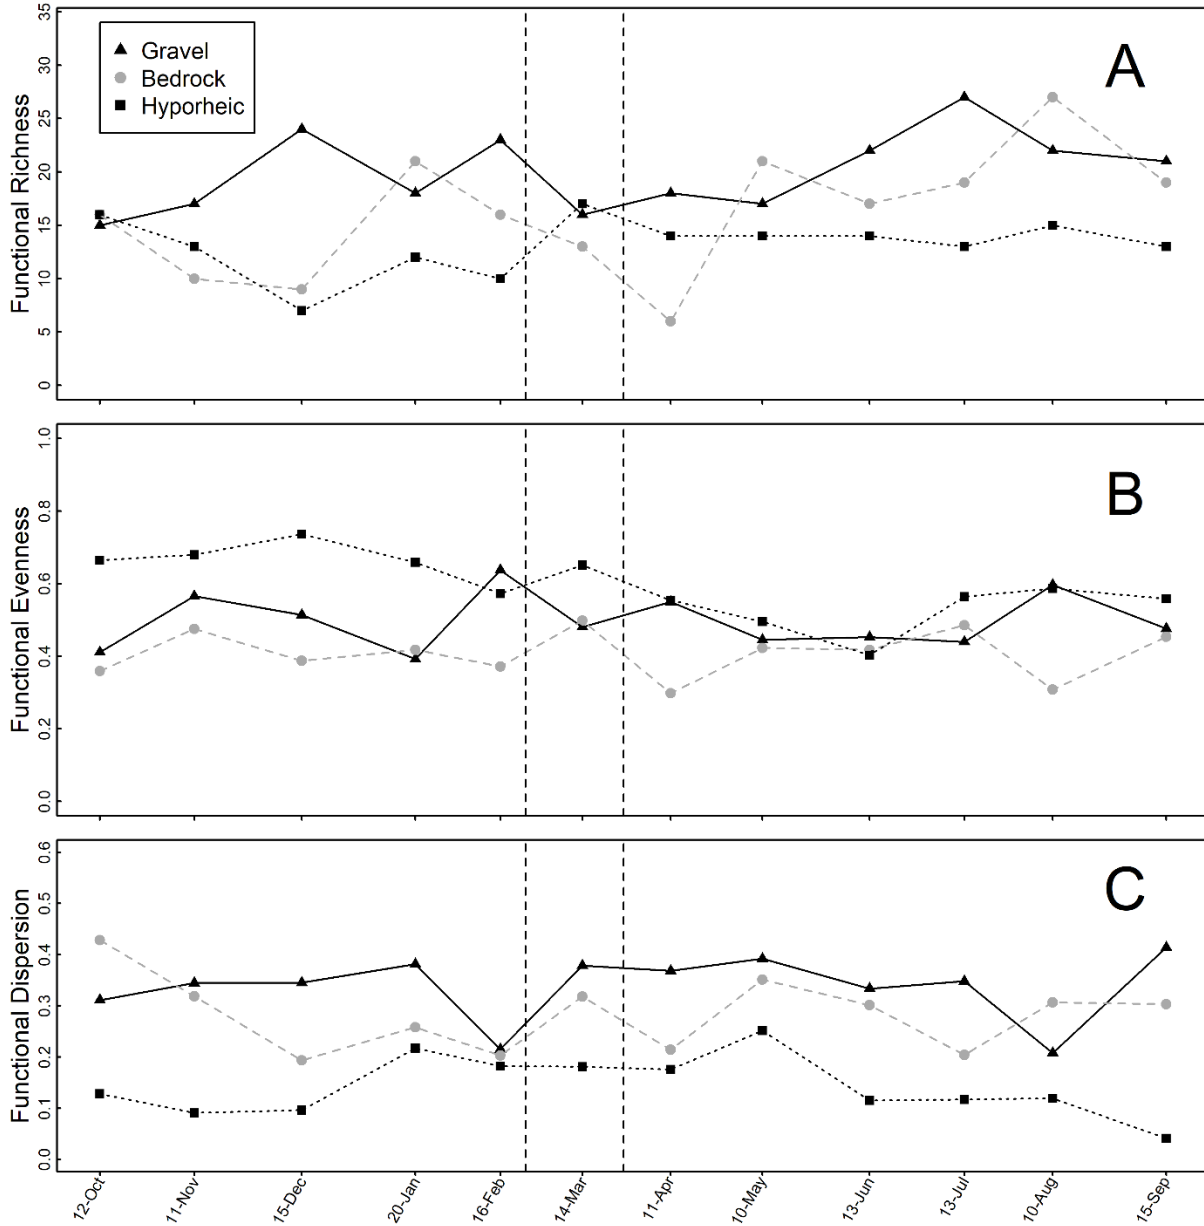 A
Gravel
Bedrock
Hyporheic
Functional Richness
35
30
25
20
15
10
5
0
B
Functional Evenness
1.0
0.8
0.6
0.4
0.2
0.0
C
Functional Dispersion
0.6
0.5
0.4
0.3
0.2
0.1
0.0
12-Oct
11-Nov
15-Dec
20-Jan
16-Feb
14-Mar
11-Apr
10-May
13-Jun
13-Jul
10-Aug
15-Sep